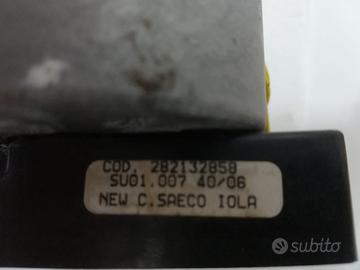 COD. 282132858
SU01.007 40/06
NEW C.SAECO IOLA
subito